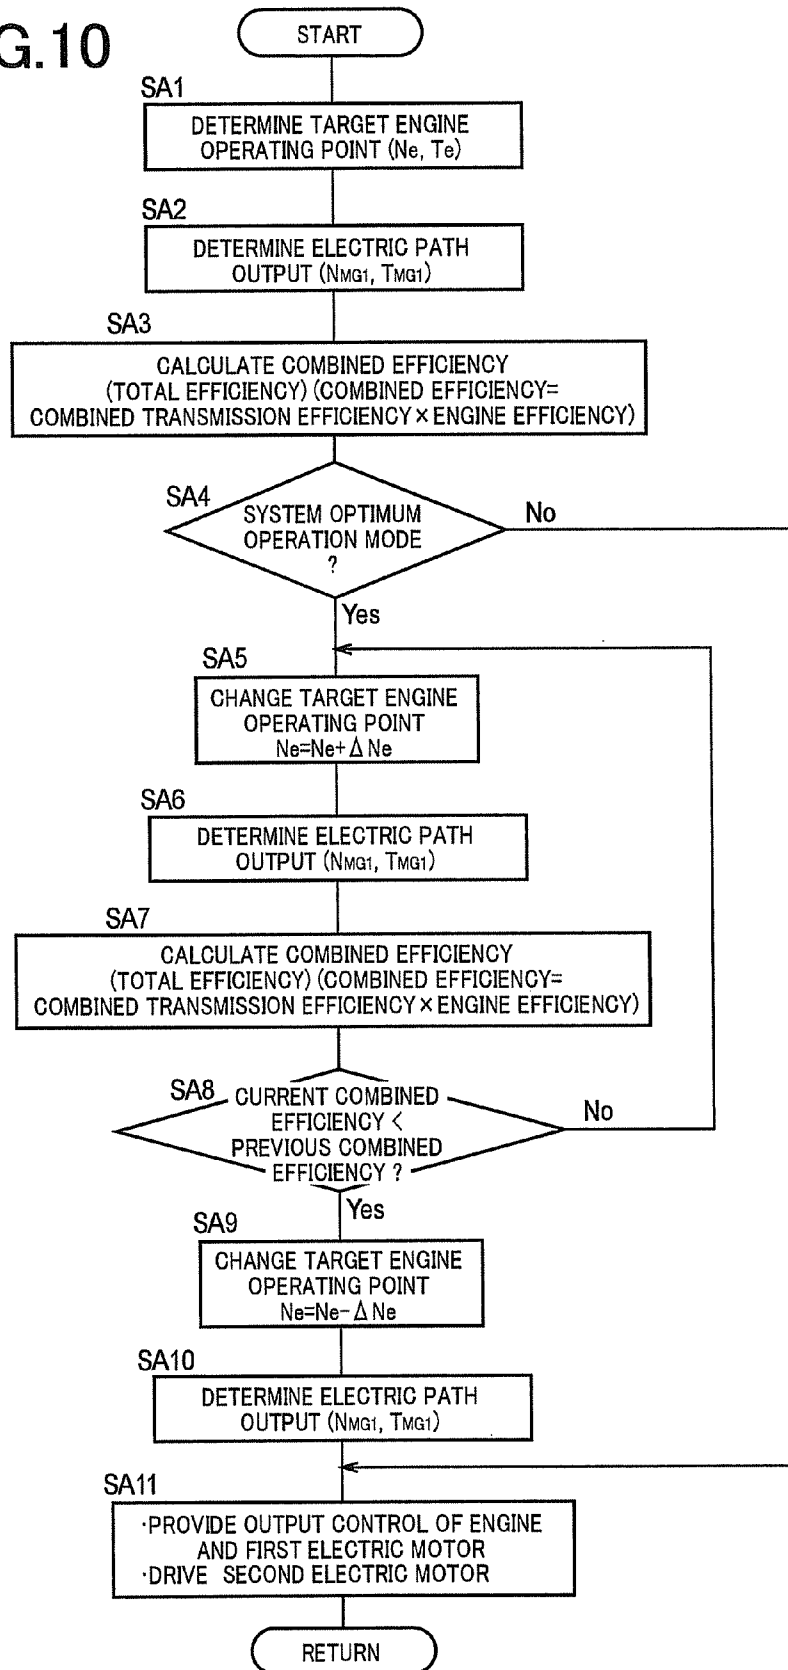 G.10
START
SA1
DETERMINE TARGET ENGINE
OPERATING POINT (Ne, Te)
SA2
DETERMINE ELECTRIC PATH
OUTPUT (NMG1, TMG1)
SA3
CALCULATE COMBINED EFFICIENCY
(TOTAL EFFICIENCY) (COMBINED EFFICIENCY=
COMBINED TRANSMISSION EFFICIENCY×ENGINE EFFICIENCY)
SA4
SYSTEM OPTIMUM
OPERATION MODE
?
No
Yes
SA5
CHANGE TARGET ENGINE
OPERATING POINT
Ne=Ne+ΔNe
SA6
DETERMINE ELECTRIC PATH
OUTPUT (NMG1, TMG1)
SA7
CALCULATE COMBINED EFFICIENCY
(TOTAL EFFICIENCY) (COMBINED EFFICIENCY=
COMBINED TRANSMISSION EFFICIENCY×ENGINE EFFICIENCY)
SA8
CURRENT COMBINED
EFFICIENCY <
PREVIOUS COMBINED
EFFICIENCY ?
No
Yes
SA9
CHANGE TARGET ENGINE
OPERATING POINT
Ne=Ne-ΔNe
SA10
DETERMINE ELECTRIC PATH
OUTPUT (NMG1, TMG1)
SA11
·PROVIDE OUTPUT CONTROL OF ENGINE
AND FIRST ELECTRIC MOTOR
·DRIVE SECOND ELECTRIC MOTOR
RETURN